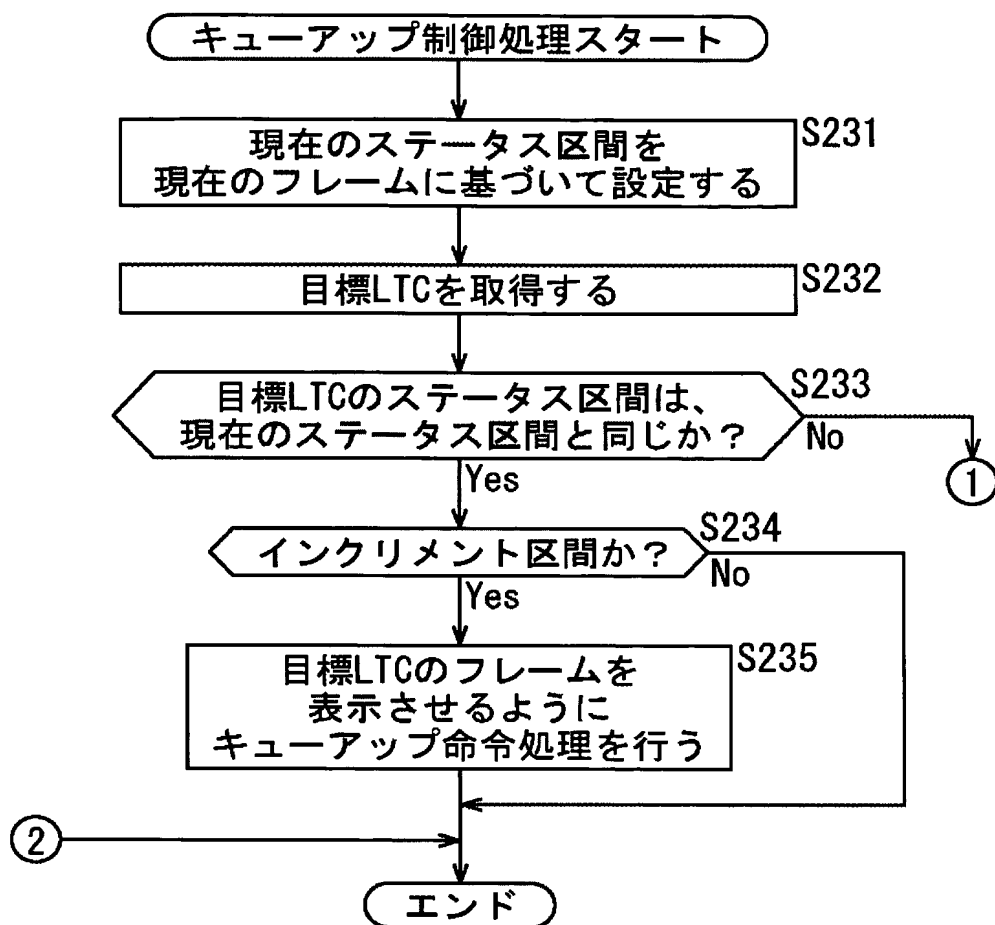 キューアップ制御処理スタート
現在のステータス区間を
現在のフレームに基づいて設定する
S231
目標LTCを取得する
S232
目標LTCのステータス区間は、
現在のステータス区間と同じか？
S233
No
①
Yes
インクリメント区間か？
S234
No
Yes
目標LTCのフレームを
表示させるように
キューアップ命令処理を行う
S235
②
エンド